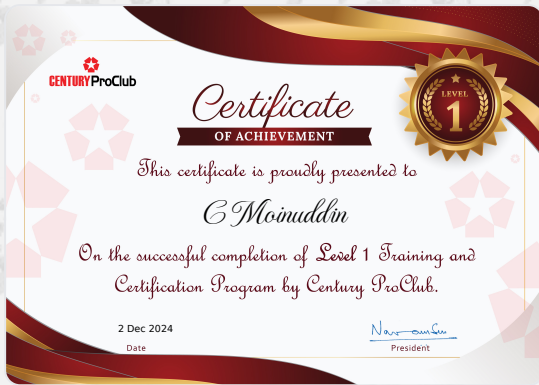 CENTURY ProClub
Certificate
OF ACHIEVEMENT
LEVEL
1
This certificate is proudly presented to
C Moinuddin
On the successful completion of Level 1 Training and
Certification Program by Century ProClub.
2 Dec 2024
Date
President